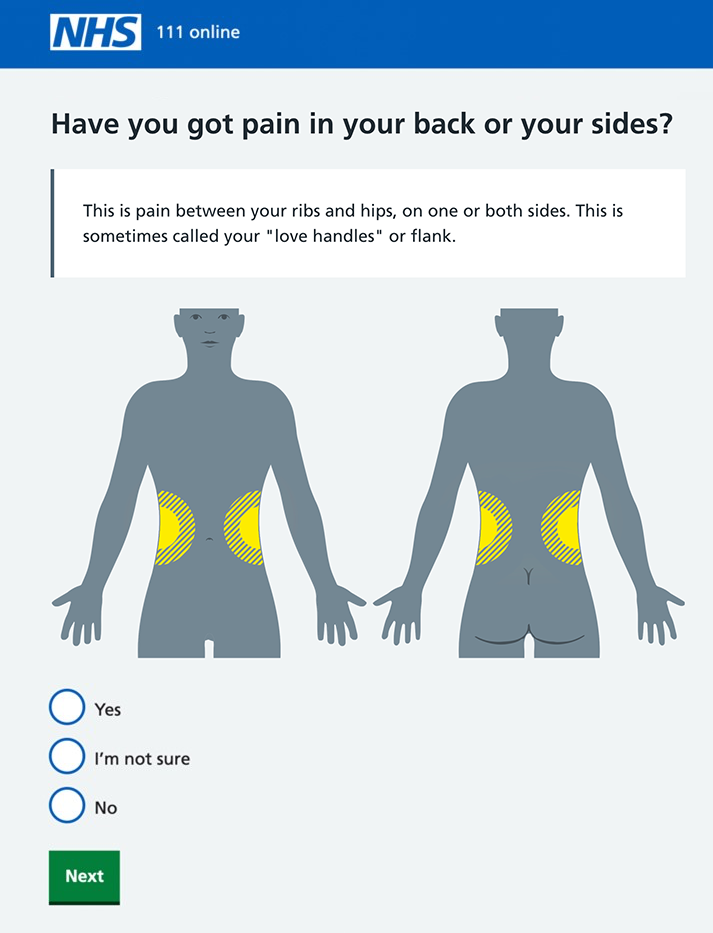 NHS 111 online
Have you got pain in your back or your sides?
This is pain between your ribs and hips, on one or both sides. This is
sometimes called your "love handles" or flank.
Yes
I’m not sure
No
Next